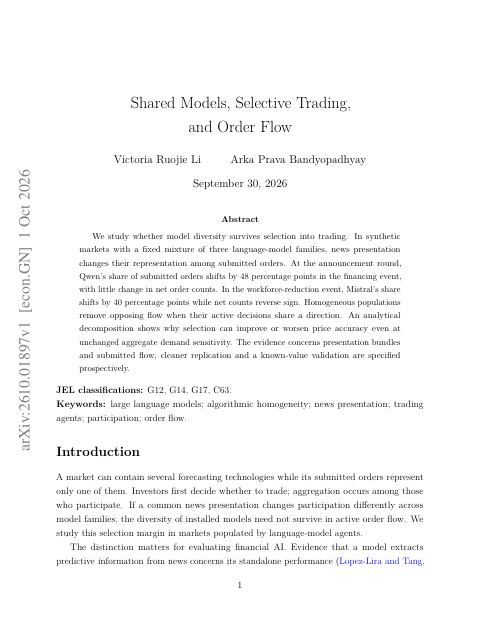 Shared Models, Selective Trading,
and Order Flow
Victoria Ruojie Li Arka Prava Bandyopadhyay
September 30, 2026
Abstract
We study whether model diversity survives selection into trading. In synthetic
markets with a fixed mixture of three language-model families, news presentation
changes their representation among submitted orders. At the announcement round,
Qwen's share of submitted orders shifts by 48 percentage points in the financing event,
with little change in net order counts. In the workforce-reduction event, Mistral's share
shifts by 40 percentage points while net counts reverse sign. Homogeneous populations
remove opposing flow when their active decisions share a direction. An analytical
decomposition shows why selection can improve or worsen price accuracy even at
unchanged aggregate demand sensitivity. The evidence concerns presentation bundles
and submitted flow; cleaner replication and a known-value validation are specified
prospectively.
JEL classifications: G12, G14, G17, C63.
Keywords: large language models; algorithmic homogeneity; news presentation; trading
agents; participation; order flow.
Introduction
A market can contain several forecasting technologies while its submitted orders represent
only one of them. Investors first decide whether to trade; aggregation occurs among those
who participate. If a common news presentation changes participation differently across
model families, the diversity of installed models need not survive in active order flow. We
study this selection margin in markets populated by language-model agents.
The distinction matters for evaluating financial AI. Evidence that a model extracts
predictive information from news concerns its standalone performance (Lopez-Lira and Tang,
1
arXiv:2610.01897v1 [econ.GN] 1 Oct 2026